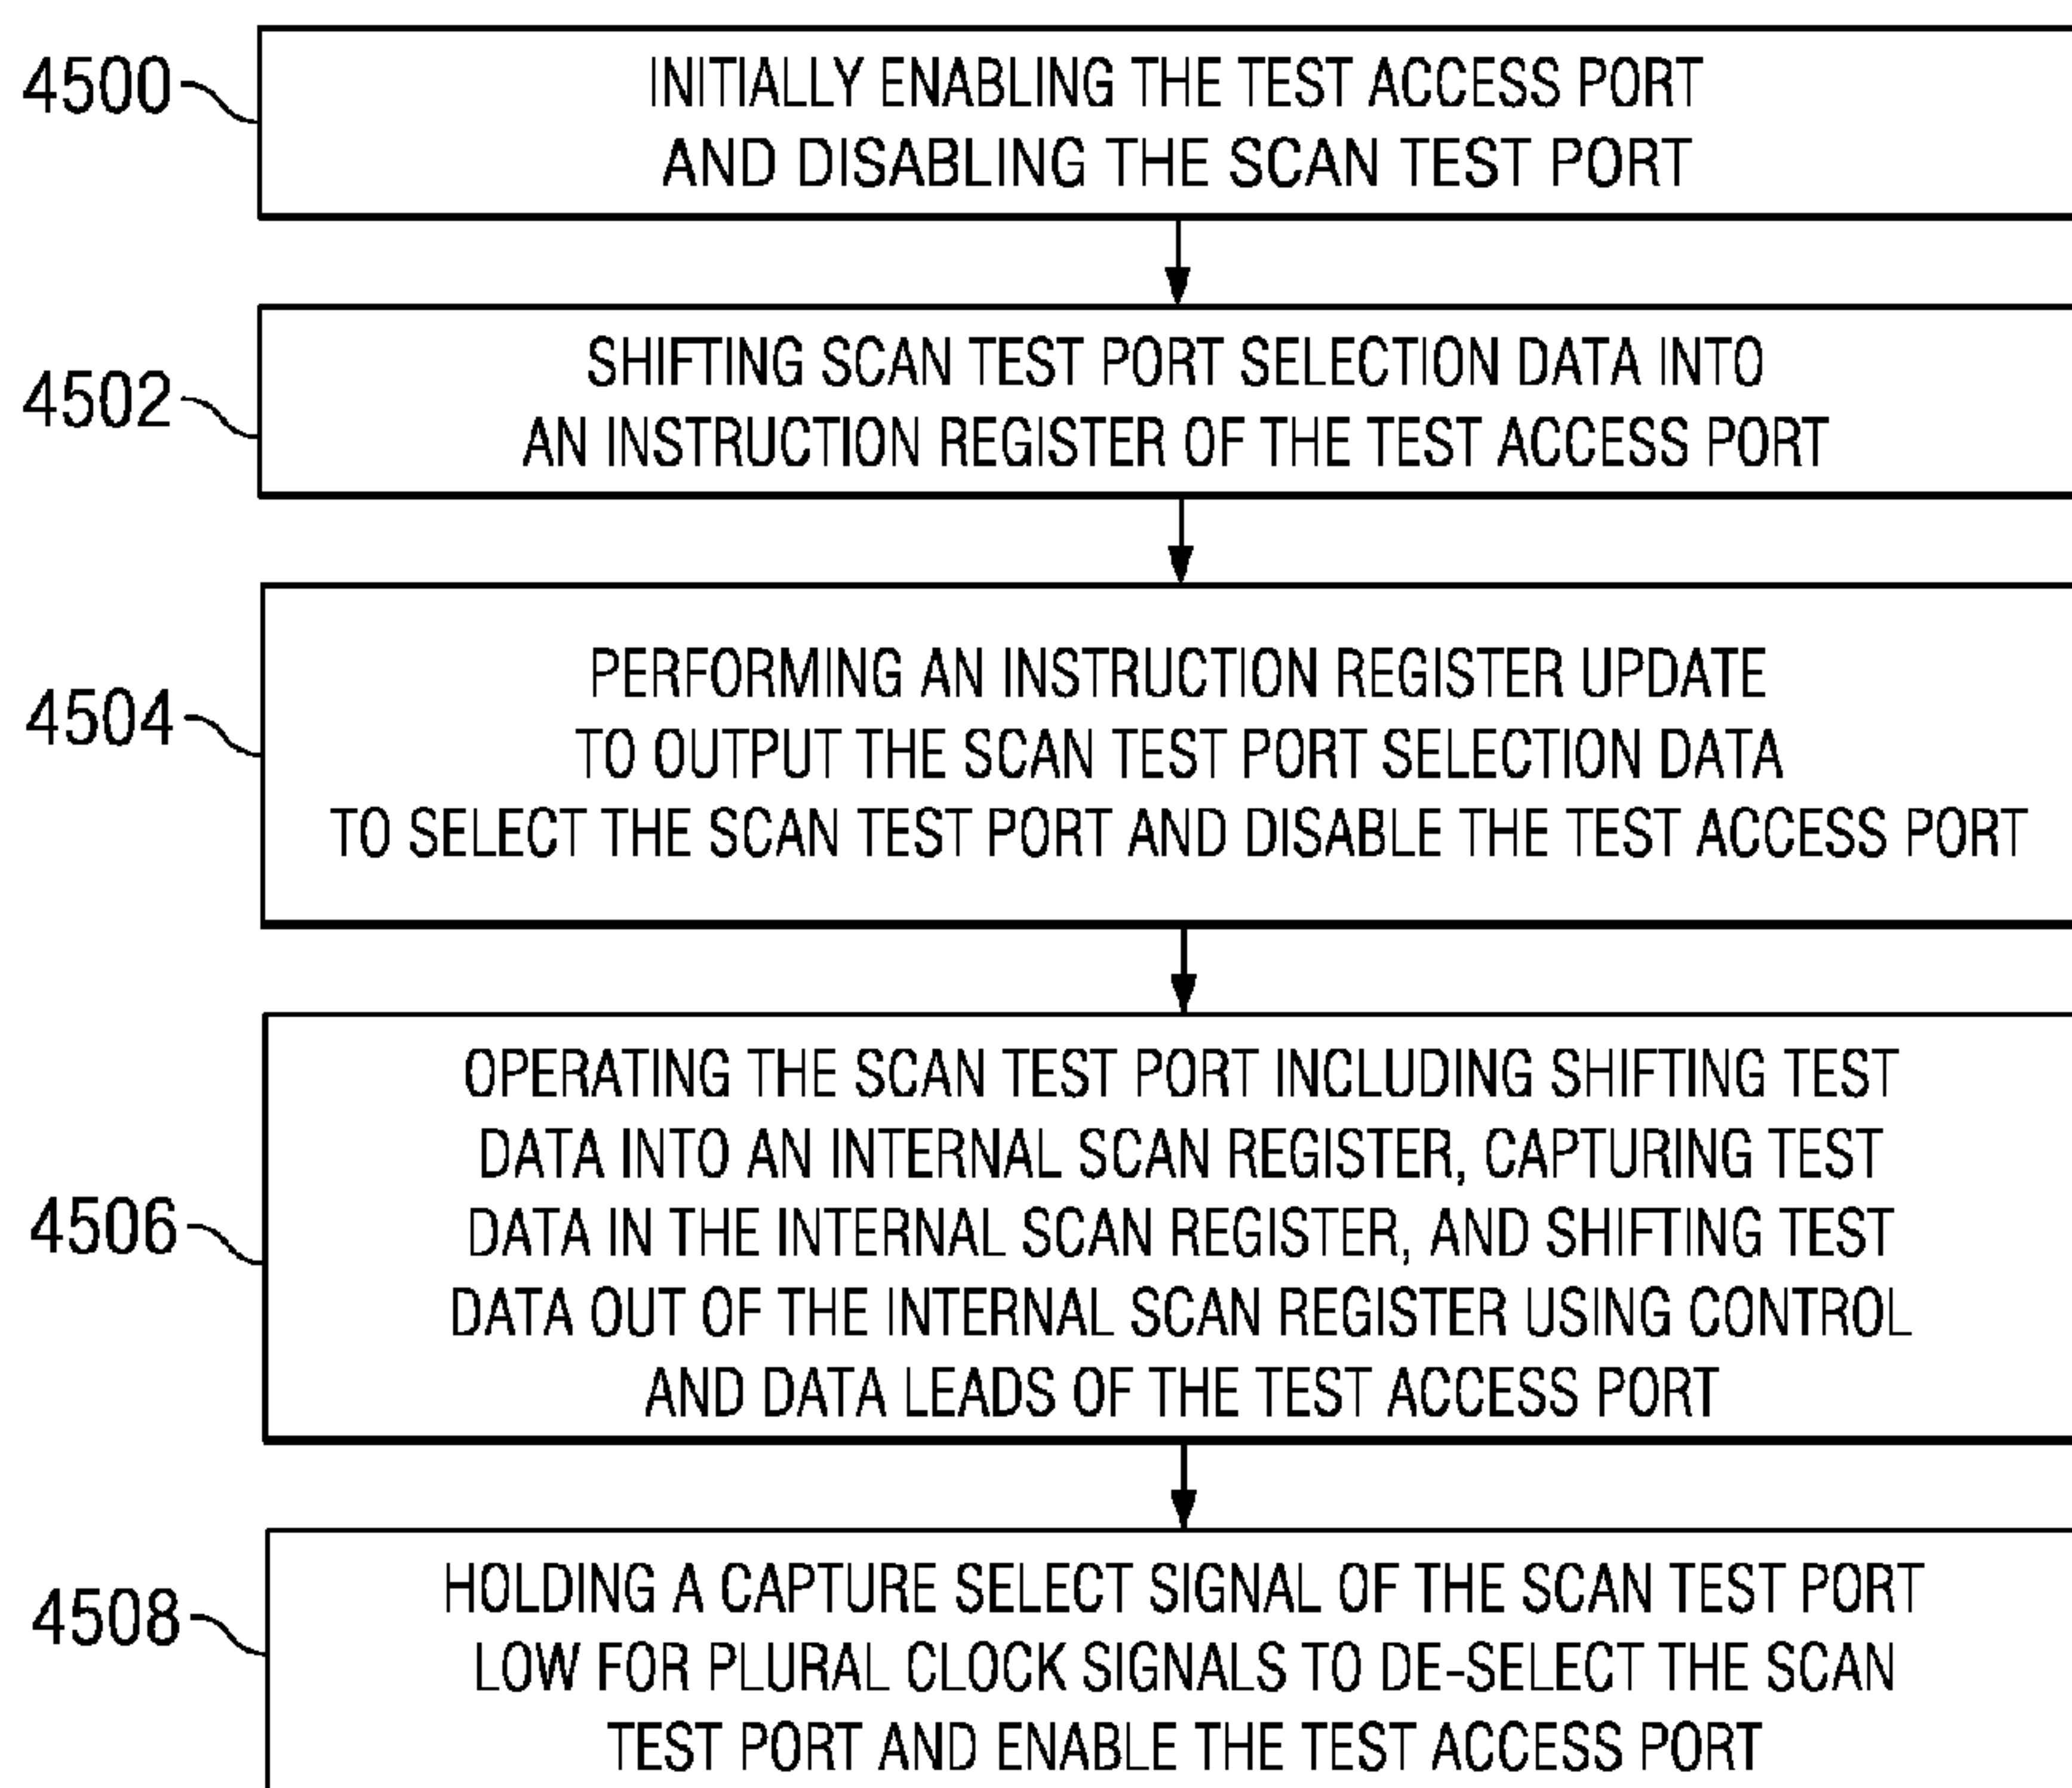 4500
INITIALLY ENABLING THE TEST ACCESS PORT
AND DISABLING THE SCAN TEST PORT
4502
SHIFTING SCAN TEST PORT SELECTION DATA INTO
AN INSTRUCTION REGISTER OF THE TEST ACCESS PORT
4504
PERFORMING AN INSTRUCTION REGISTER UPDATE
TO OUTPUT THE SCAN TEST PORT SELECTION DATA
TO SELECT THE SCAN TEST PORT AND DISABLE THE TEST ACCESS PORT
4506
OPERATING THE SCAN TEST PORT INCLUDING SHIFTING TEST
DATA INTO AN INTERNAL SCAN REGISTER, CAPTURING TEST
DATA IN THE INTERNAL SCAN REGISTER, AND SHIFTING TEST
DATA OUT OF THE INTERNAL SCAN REGISTER USING CONTROL
AND DATA LEADS OF THE TEST ACCESS PORT
4508
HOLDING A CAPTURE SELECT SIGNAL OF THE SCAN TEST PORT
LOW FOR PLURAL CLOCK SIGNALS TO DE-SELECT THE SCAN
TEST PORT AND ENABLE THE TEST ACCESS PORT